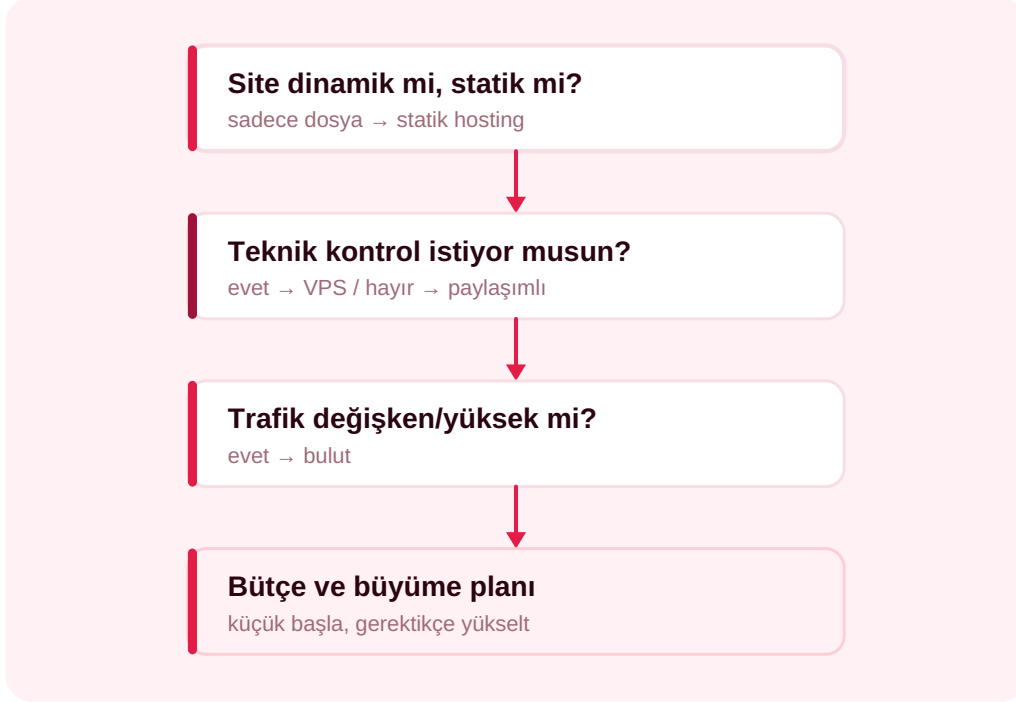 Site dinamik mi, statik mi?
sadece dosya → statik hosting
Teknik kontrol istiyor musun?
evet → VPS / hayır → paylaşımlı
Trafik değişken/yüksek mi?
evet → bulut
Bütçe ve büyüme planı
küçük başla, gerektikçe yükselt